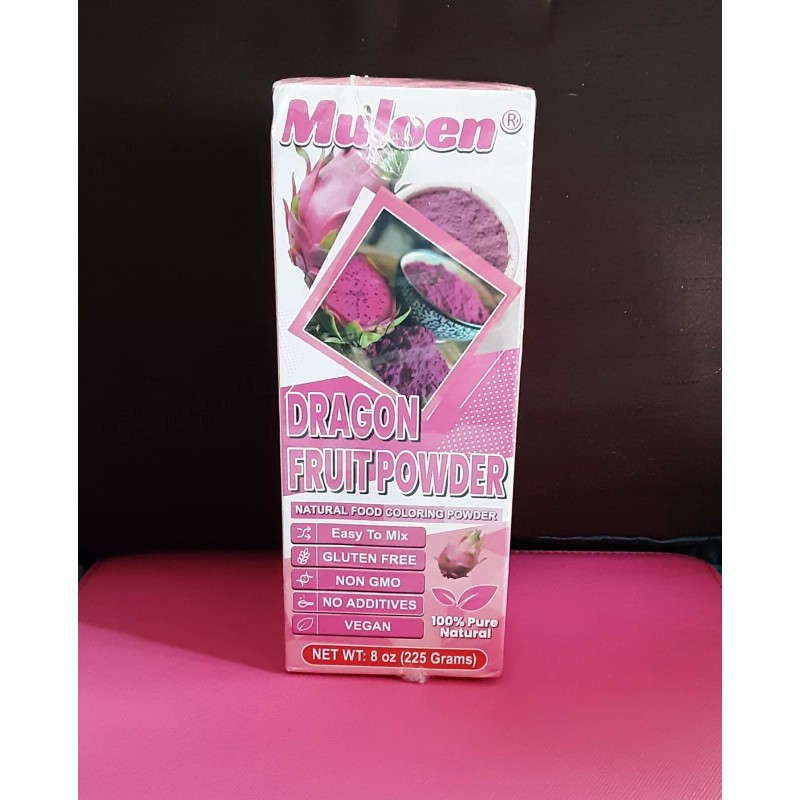 Muloen®
DRAGON
FRUIT POWDER
NATURAL FOOD COLORING POWDER
Easy To Mix
GLUTEN FREE
NON GMO
NO ADDITIVES
VEGAN
100% Pure
Natural
NET WT: 8 oz (225 Grams)